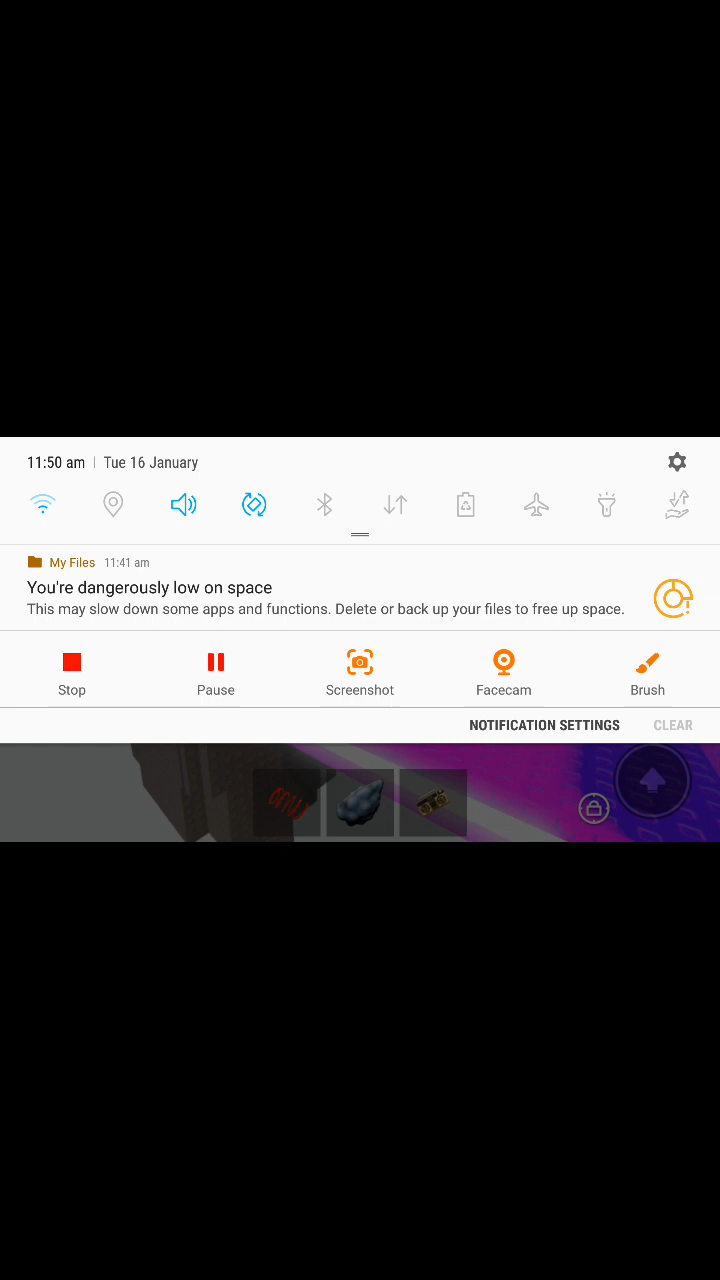 11:50 am | Tue 16 January
My Files 11:41 am
You're dangerously low on space
This may slow down some apps and functions. Delete or back up your files to free up space.
Stop Pause Screenshot Facecam Brush
NOTIFICATION SETTINGS CLEAR